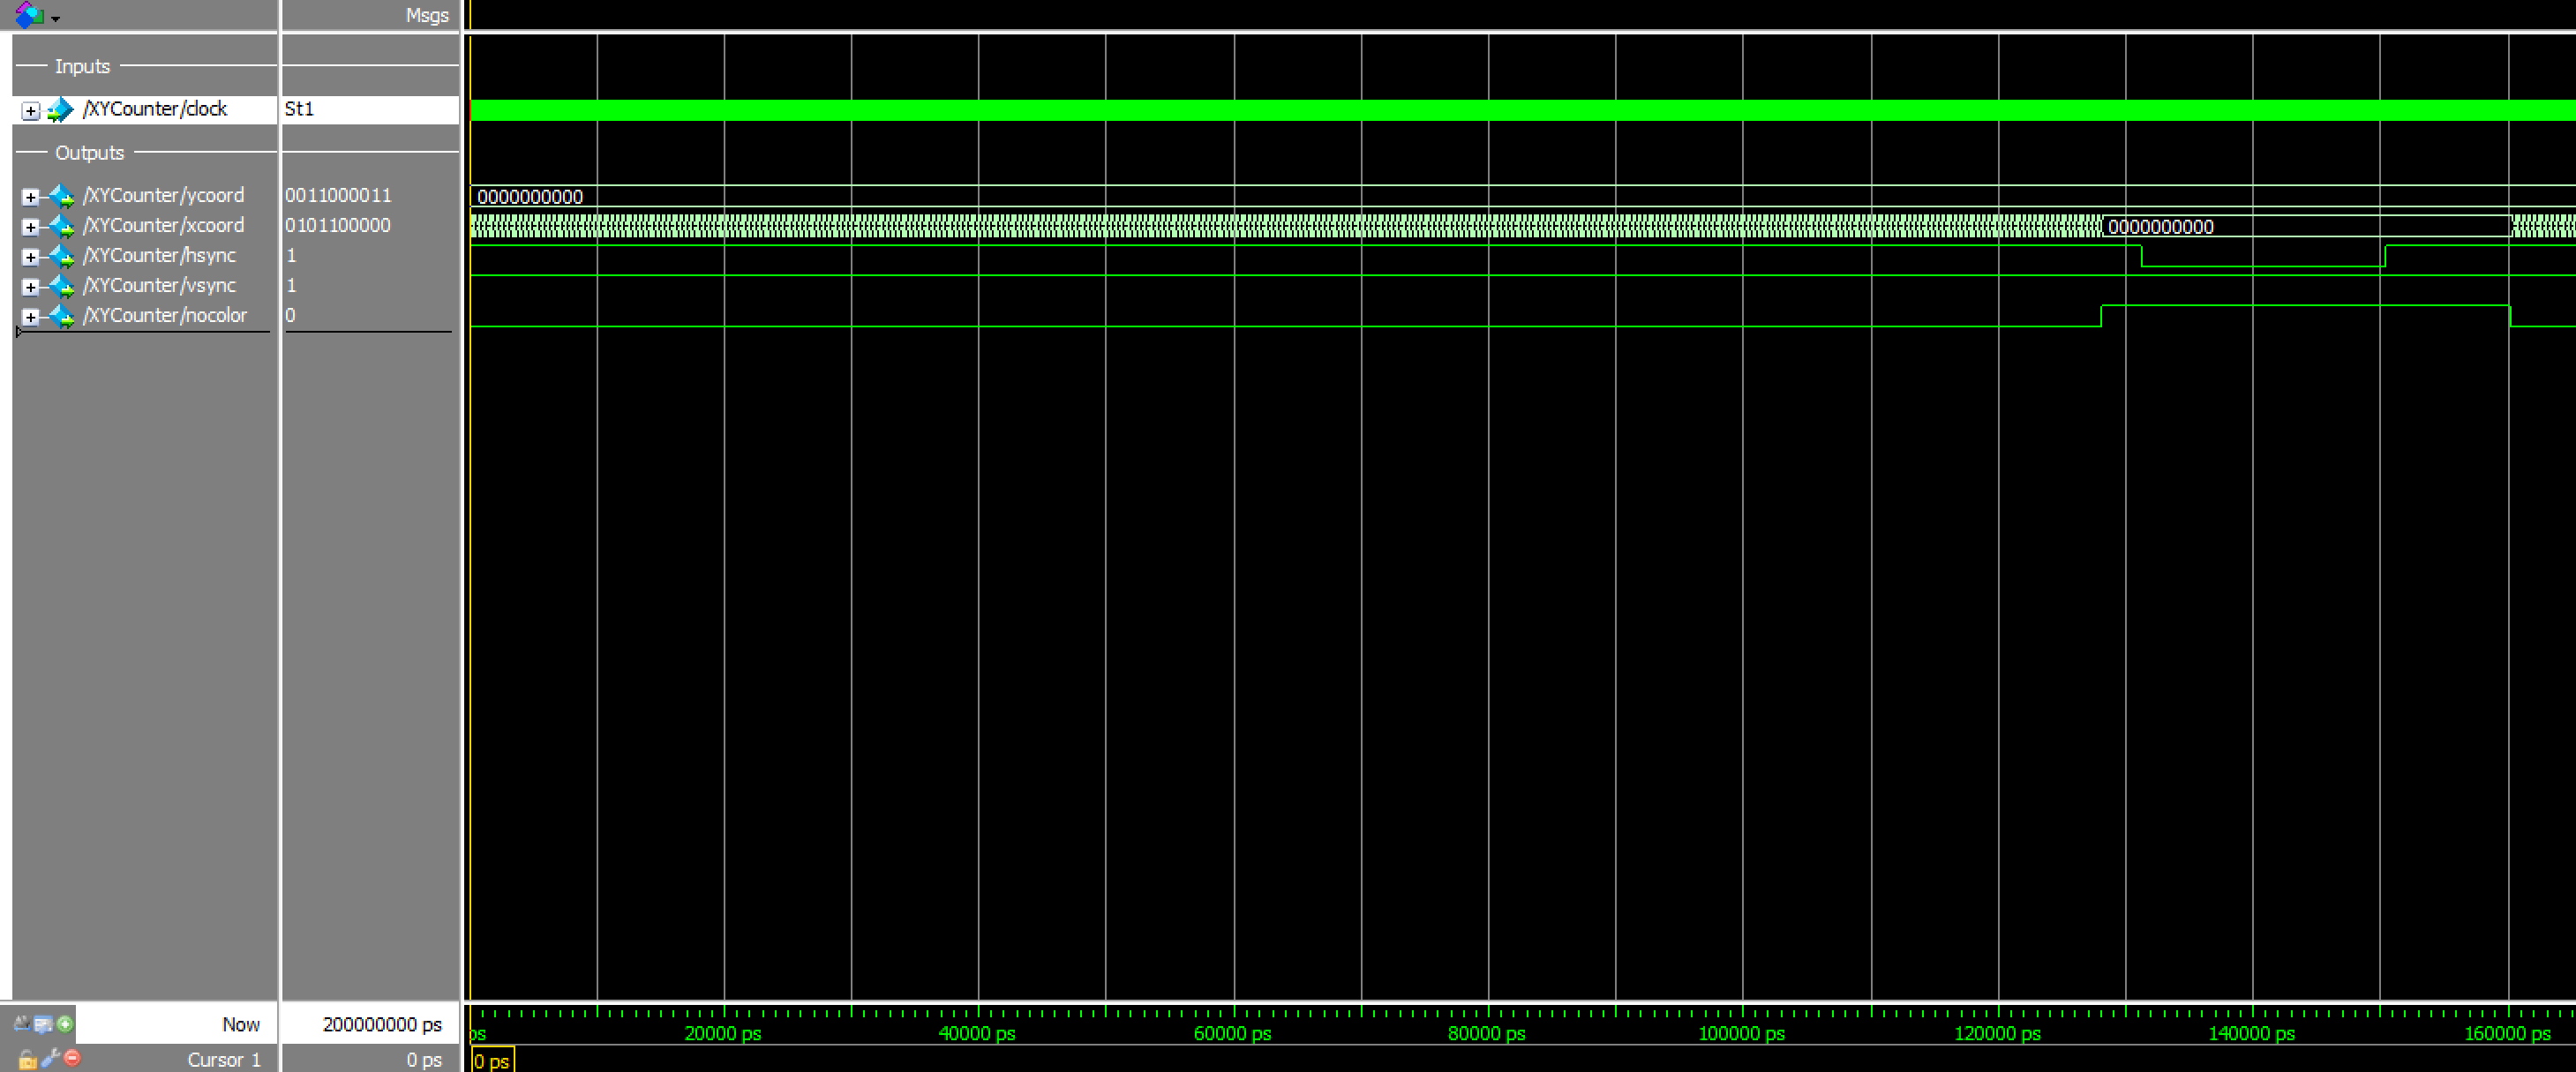 Msgs
Inputs
/XYCounter/clock St1
Outputs
/XYCounter/ycoord 0011000011 0000000000
/XYCounter/xcoord 0101100000 0000000000
/XYCounter/hsync 1
/XYCounter/vsync 1
/XYCounter/nocolor 0
Now 200000000 ps ps 20000 ps 40000 ps 60000 ps 80000 ps 100000 ps 120000 ps 140000 ps 160000 ps
Cursor 1 0 ps 0 ps